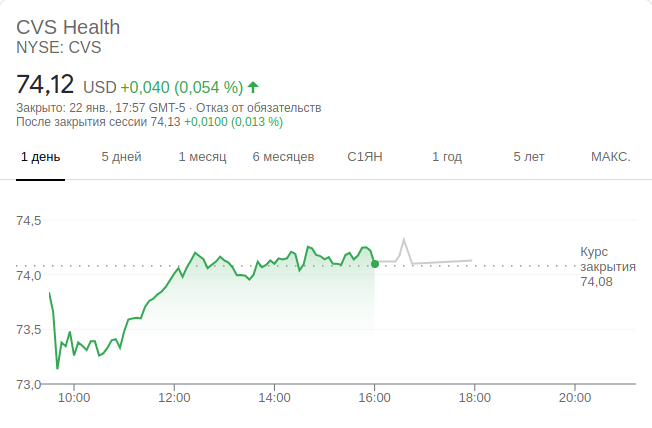 CVS Health
NYSE: CVS
74,12 USD +0,040 (0,054 %)
Закрыто: 22 янв., 17:57 GMT-5 · Отказ от обязательств
После закрытия сессии 74,13 +0,0100 (0,013 %)
1 день 5 дней 1 месяц 6 месяцев С1ЯН 1 год 5 лет МАКС.
74,5
Курс
закрытия
74,08
74,0
73,5
73,0
10:00 12:00 14:00 16:00 18:00 20:00